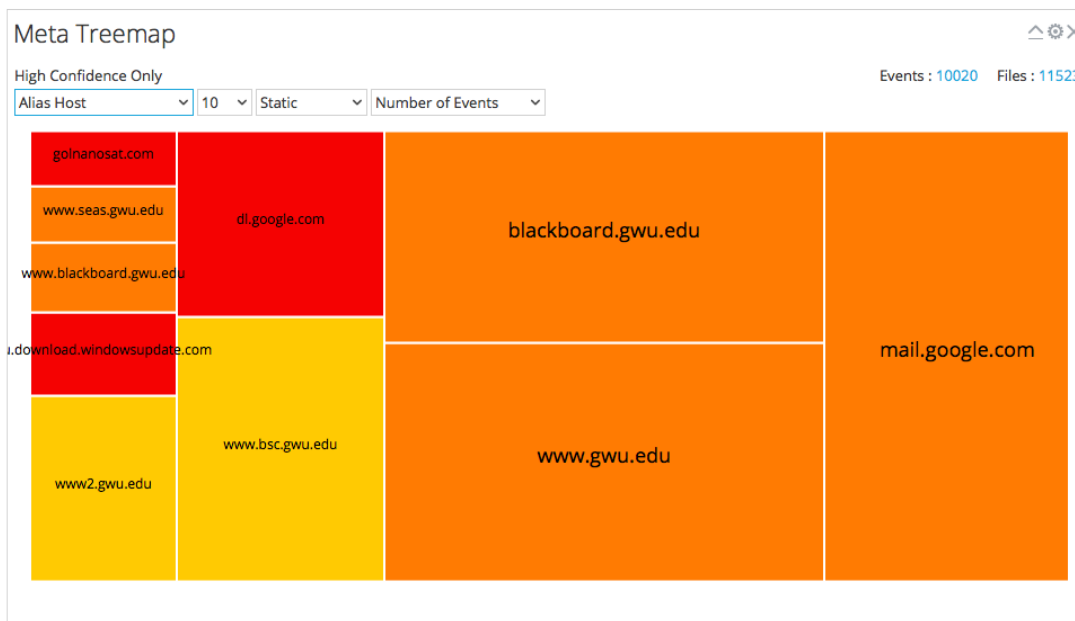 Meta Treemap
High Confidence Only
Events : 10020 Files : 11523
Alias Host 10 Static Number of Events
golnanosat.com
www.seas.gwu.edu
www.blackboard.gwu.edu
u.download.windowsupdate.com
www2.gwu.edu
dl.google.com
www.bsc.gwu.edu
blackboard.gwu.edu
www.gwu.edu
mail.google.com